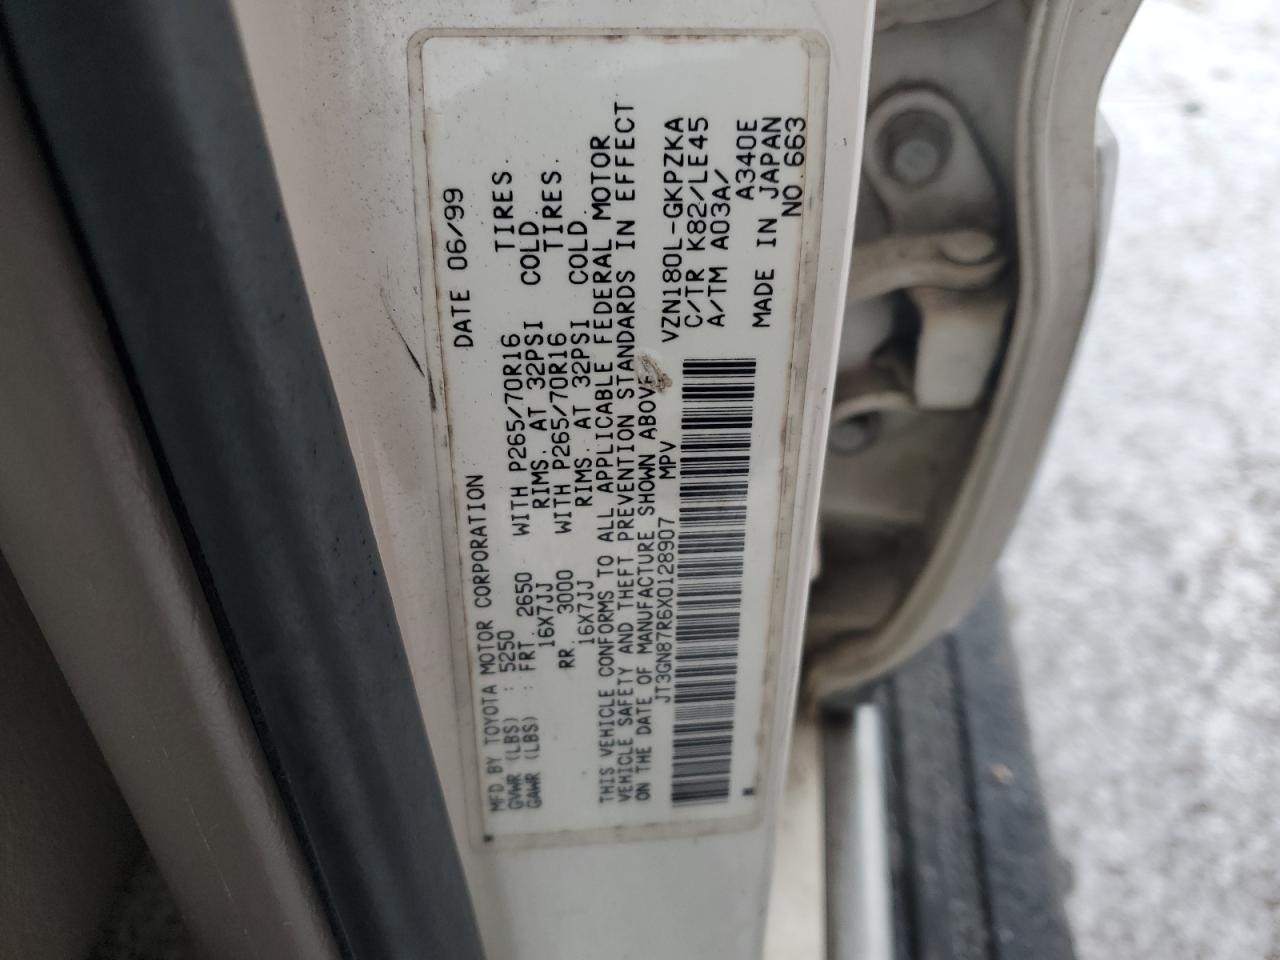 MFD BY TOYOTA MOTOR CORPORATION DATE 06/99
GVWR (LBS) : 5250
GAWR (LBS) : FRT. 2650 WITH P265/70R16 TIRES.
16X7JJ RIMS. AT 32PSI COLD.
RR. 3000 WITH P265/70R16 TIRES.
16X7JJ RIMS. AT 32PSI COLD.
THIS VEHICLE CONFORMS TO ALL APPLICABLE FEDERAL MOTOR
VEHICLE SAFETY AND THEFT PREVENTION STANDARDS IN EFFECT
ON THE DATE OF MANUFACTURE SHOWN ABOVE
JT3GN87R6X0128907 MPV VZN180L-GKPZKA
C/TR K82/LE45
A/TM A03A/
A340E
MADE IN JAPAN
NO.663